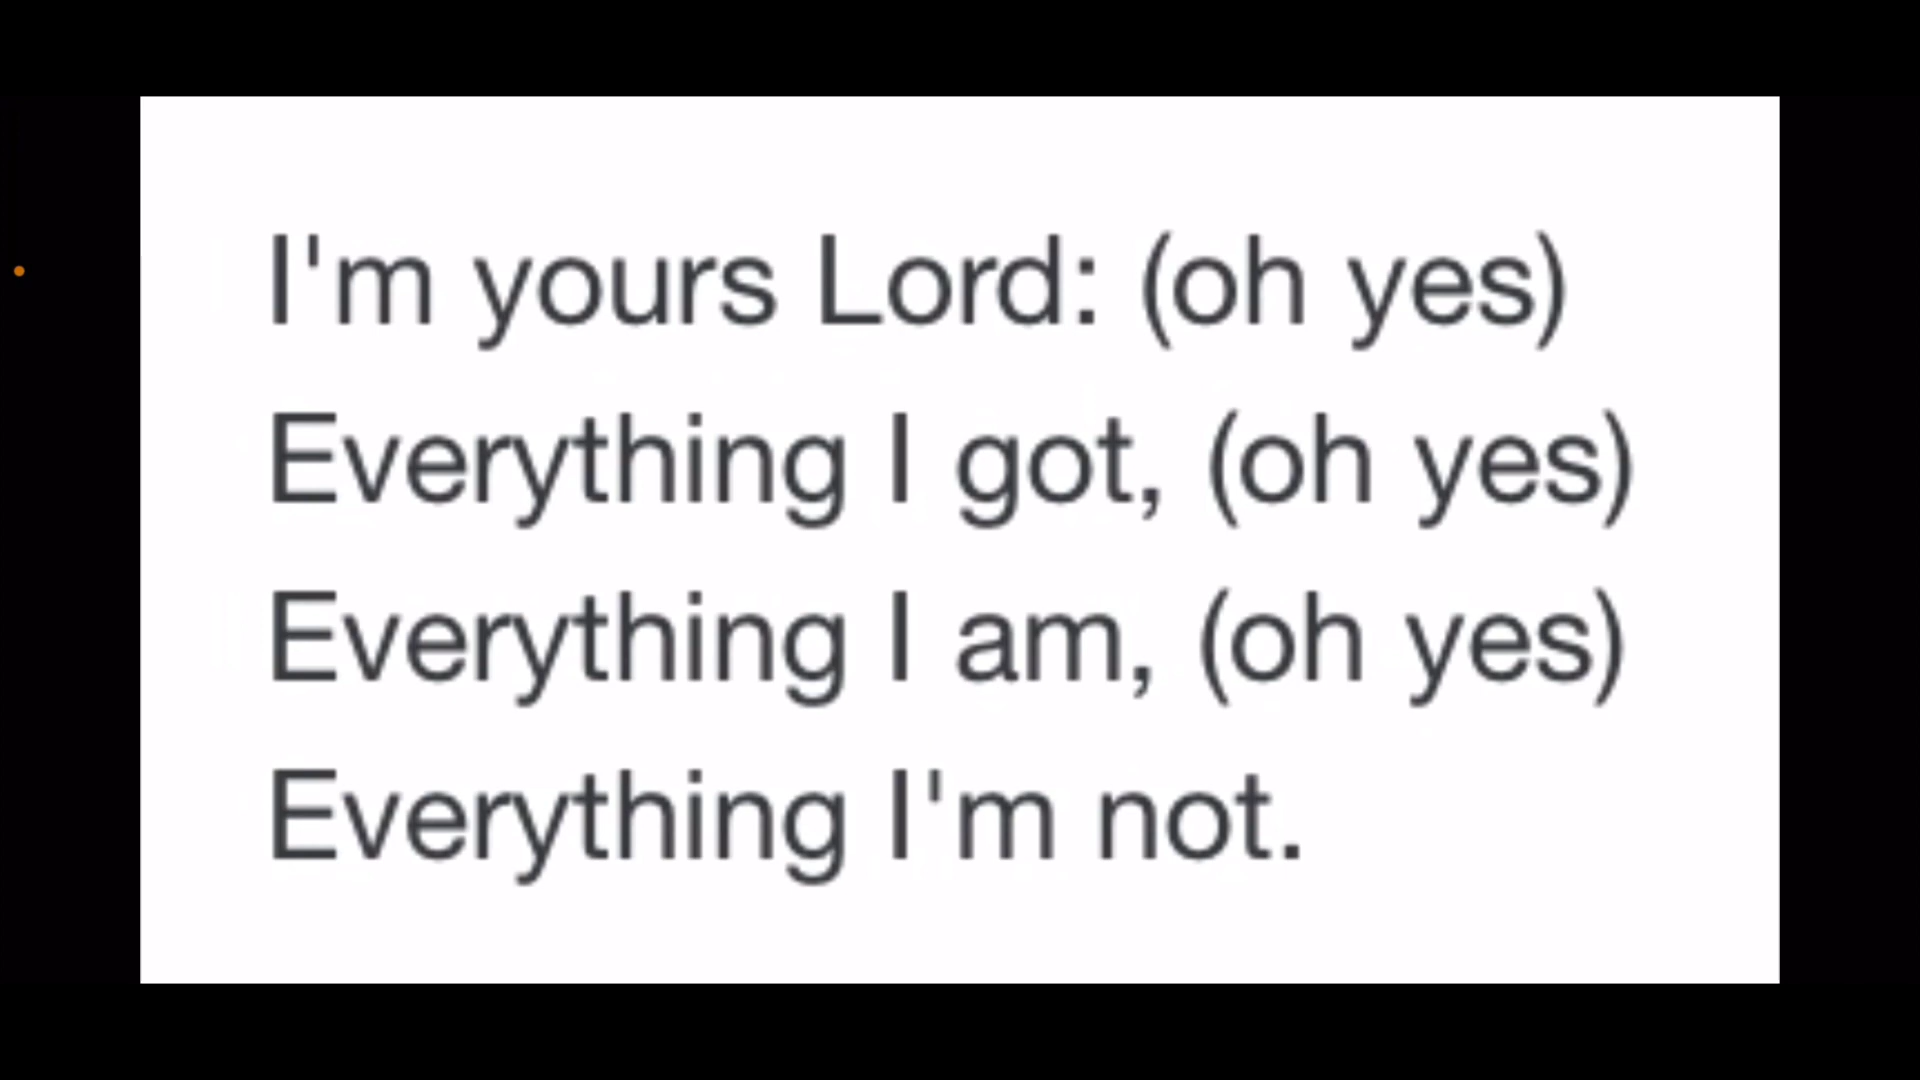 I'm yours Lord: (oh yes)
Everything I got, (oh yes)
Everything I am, (oh yes)
Everything I'm not.